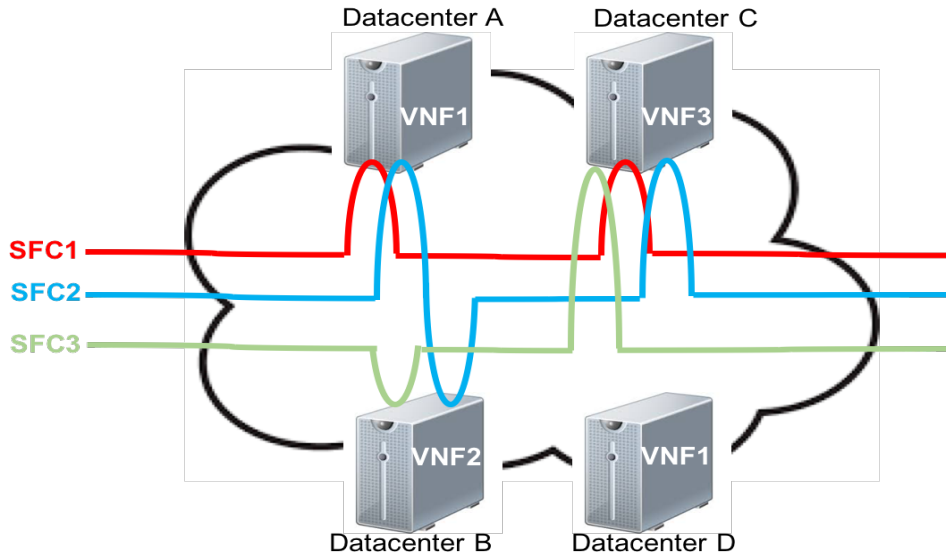 Datacenter A
Datacenter C
VNF1
VNF3
SFC1
SFC2
SFC3
VNF2
VNF1
Datacenter B
Datacenter D